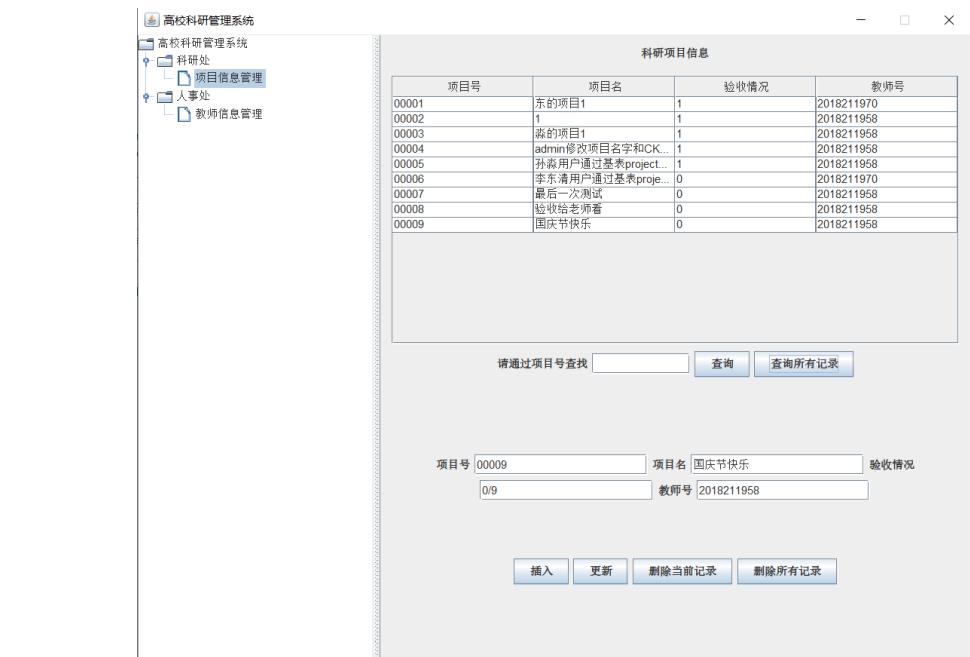 高校科研管理系统
高校科研管理系统
科研处
项目信息管理
人事处
教师信息管理
科研项目信息
项目号 项目名 验收情况 教师号
00001 东的项目1 1 2018211970
00002 1 1 2018211958
00003 淼的项目1 1 2018211958
00004 admin修改项目名字和CK... 1 2018211958
00005 孙淼用户通过基表project... 1 2018211958
00006 李东清用户通过基表proje... 0 2018211970
00007 最后一次测试 0 2018211958
00008 验收给老师看 0 2018211958
00009 国庆节快乐 0 2018211958
请通过项目号查找 查询 查询所有记录
项目号 00009 项目名 国庆节快乐 验收情况
0/9 教师号 2018211958
插入 更新 删除当前记录 删除所有记录